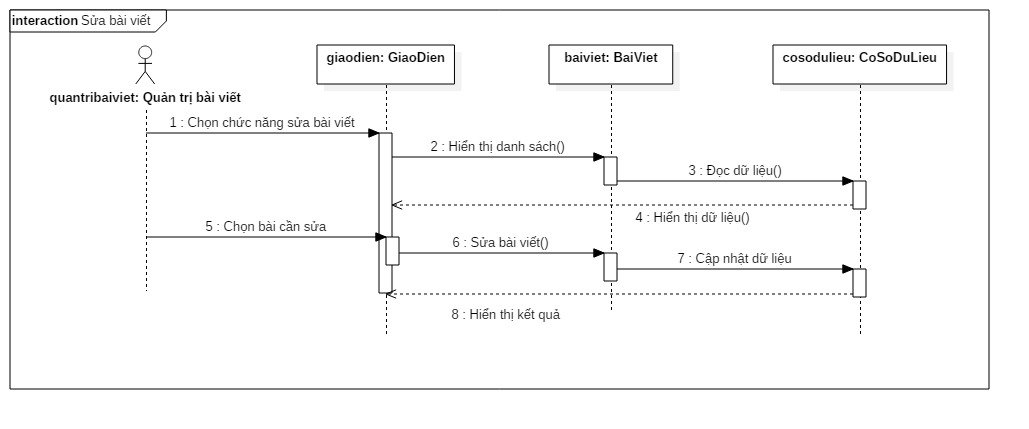 interaction Sửa bài viết
giaodien: GiaoDien
baiviet: BaiViet
cosodulieu: CoSoDuLieu
quantribaiviet: Quản trị bài viết
1 : Chọn chức năng sửa bài viết
2 : Hiển thị danh sách()
3 : Đọc dữ liệu()
4 : Hiển thị dữ liệu()
5 : Chọn bài cần sửa
6 : Sửa bài viết()
7 : Cập nhật dữ liệu
8 : Hiển thị kết quả